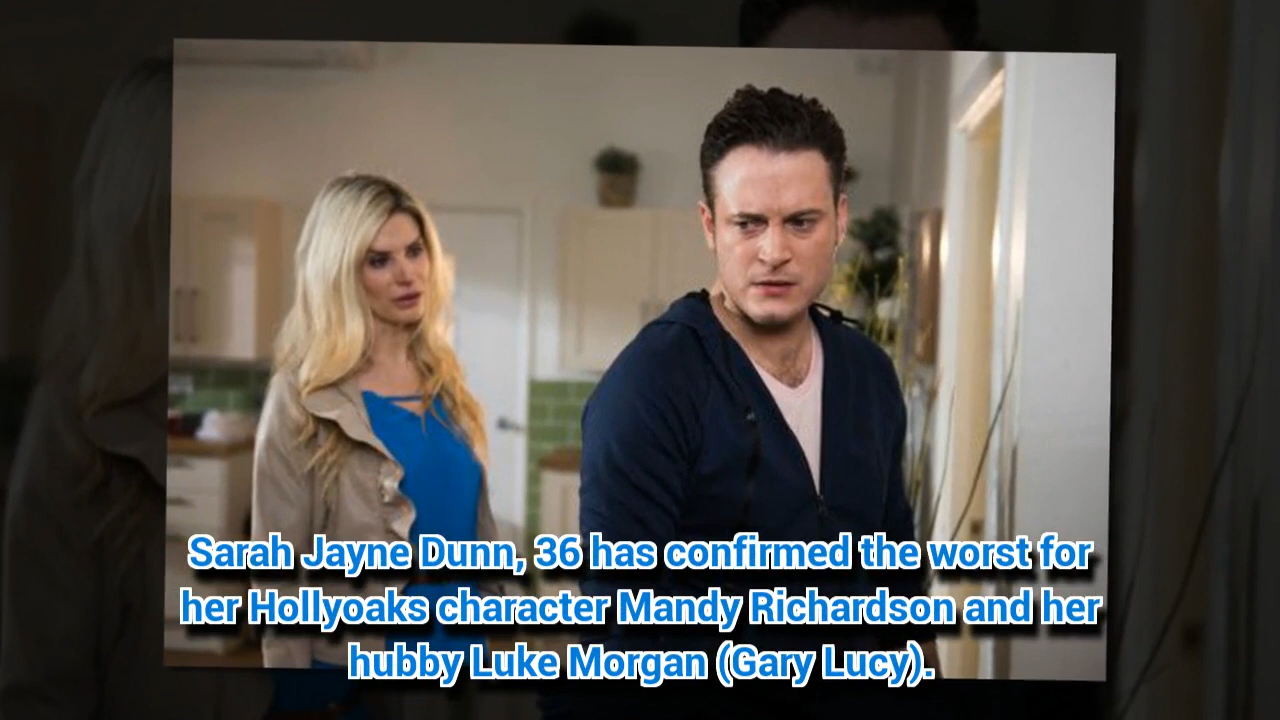 Sarah Jayne Dunn, 36 has confirmed the worst for
her Hollyoaks character Mandy Richardson and her
hubby Luke Morgan (Gary Lucy).